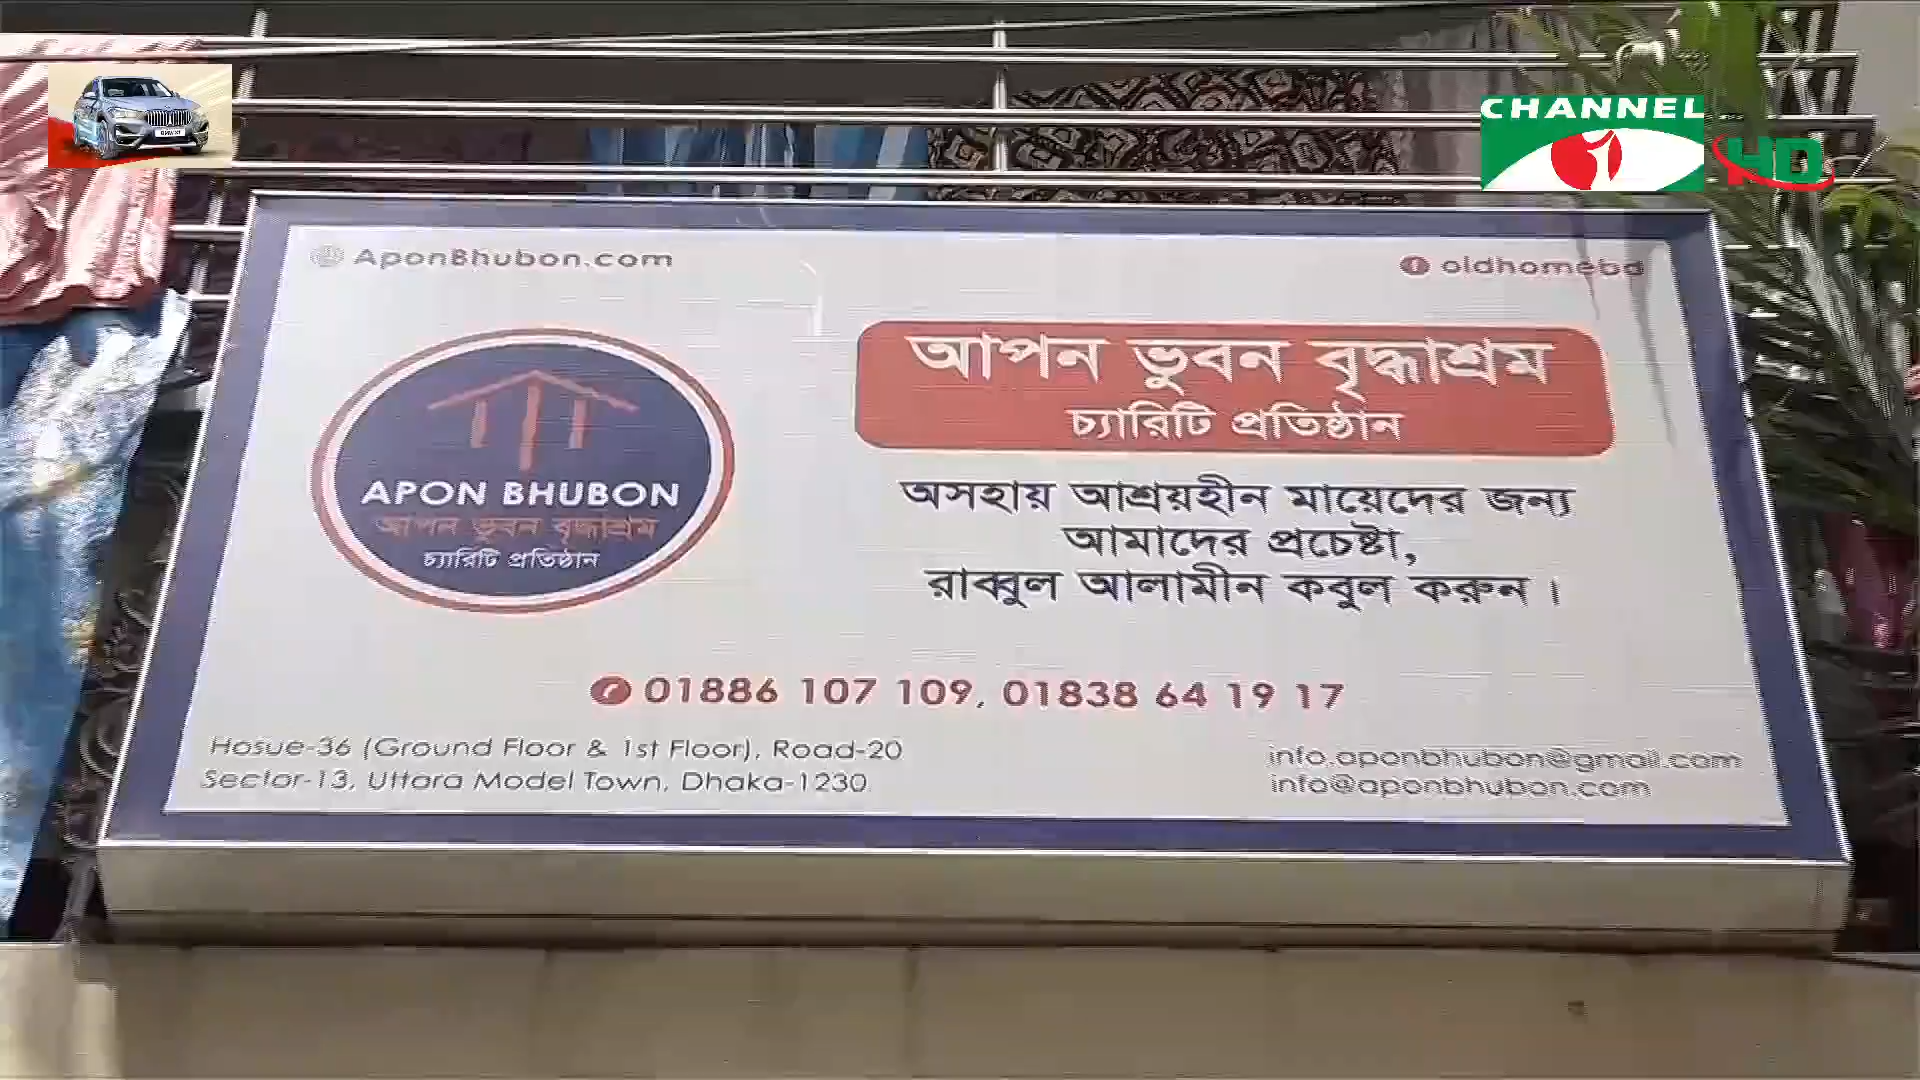 CHANNEL
HD
AponBhubon.com
oldhomebd
আপন ভুবন বৃদ্ধাশ্রম
চ্যারিটি প্রতিষ্ঠান
APON BHUBON
আপন ভুবন বৃদ্ধাশ্রম
চ্যারিটি প্রতিষ্ঠান
অসহায় আশ্রয়হীন মায়েদের জন্য
আমাদের প্রচেষ্টা,
রাব্বুল আলামীন কবুল করুন।
01886 107 109, 01838 64 19 17
Hosue-36 (Ground Floor & 1st Floor), Road-20
Sector-13, Uttara Model Town, Dhaka-1230
info.aponbhubon@gmail.com
info@aponbhubon.com